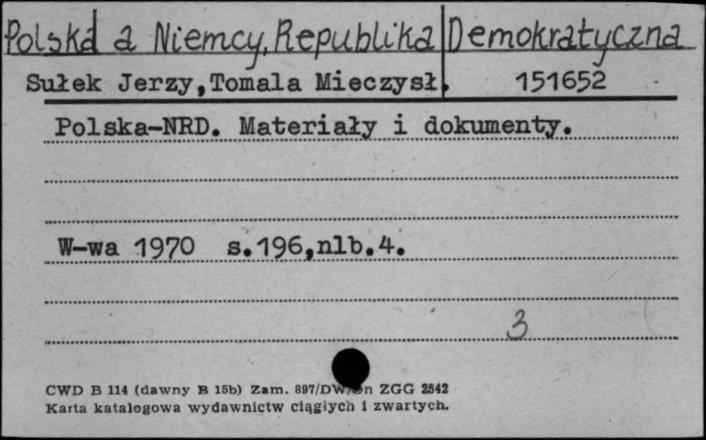 Polska a Niemcy, Republika Demokratyczna
Sułek Jerzy, Tomala Mieczysł. 151652
Polska-NRD. Materiały i dokumenty.
W-wa 1970 s.196,nlb.4.
3
CWD B 114 (dawny B 15b) Zam. 897/DW/ ZGG 2542
Karta katalogowa wydawnictw ciągłych i zwartych.